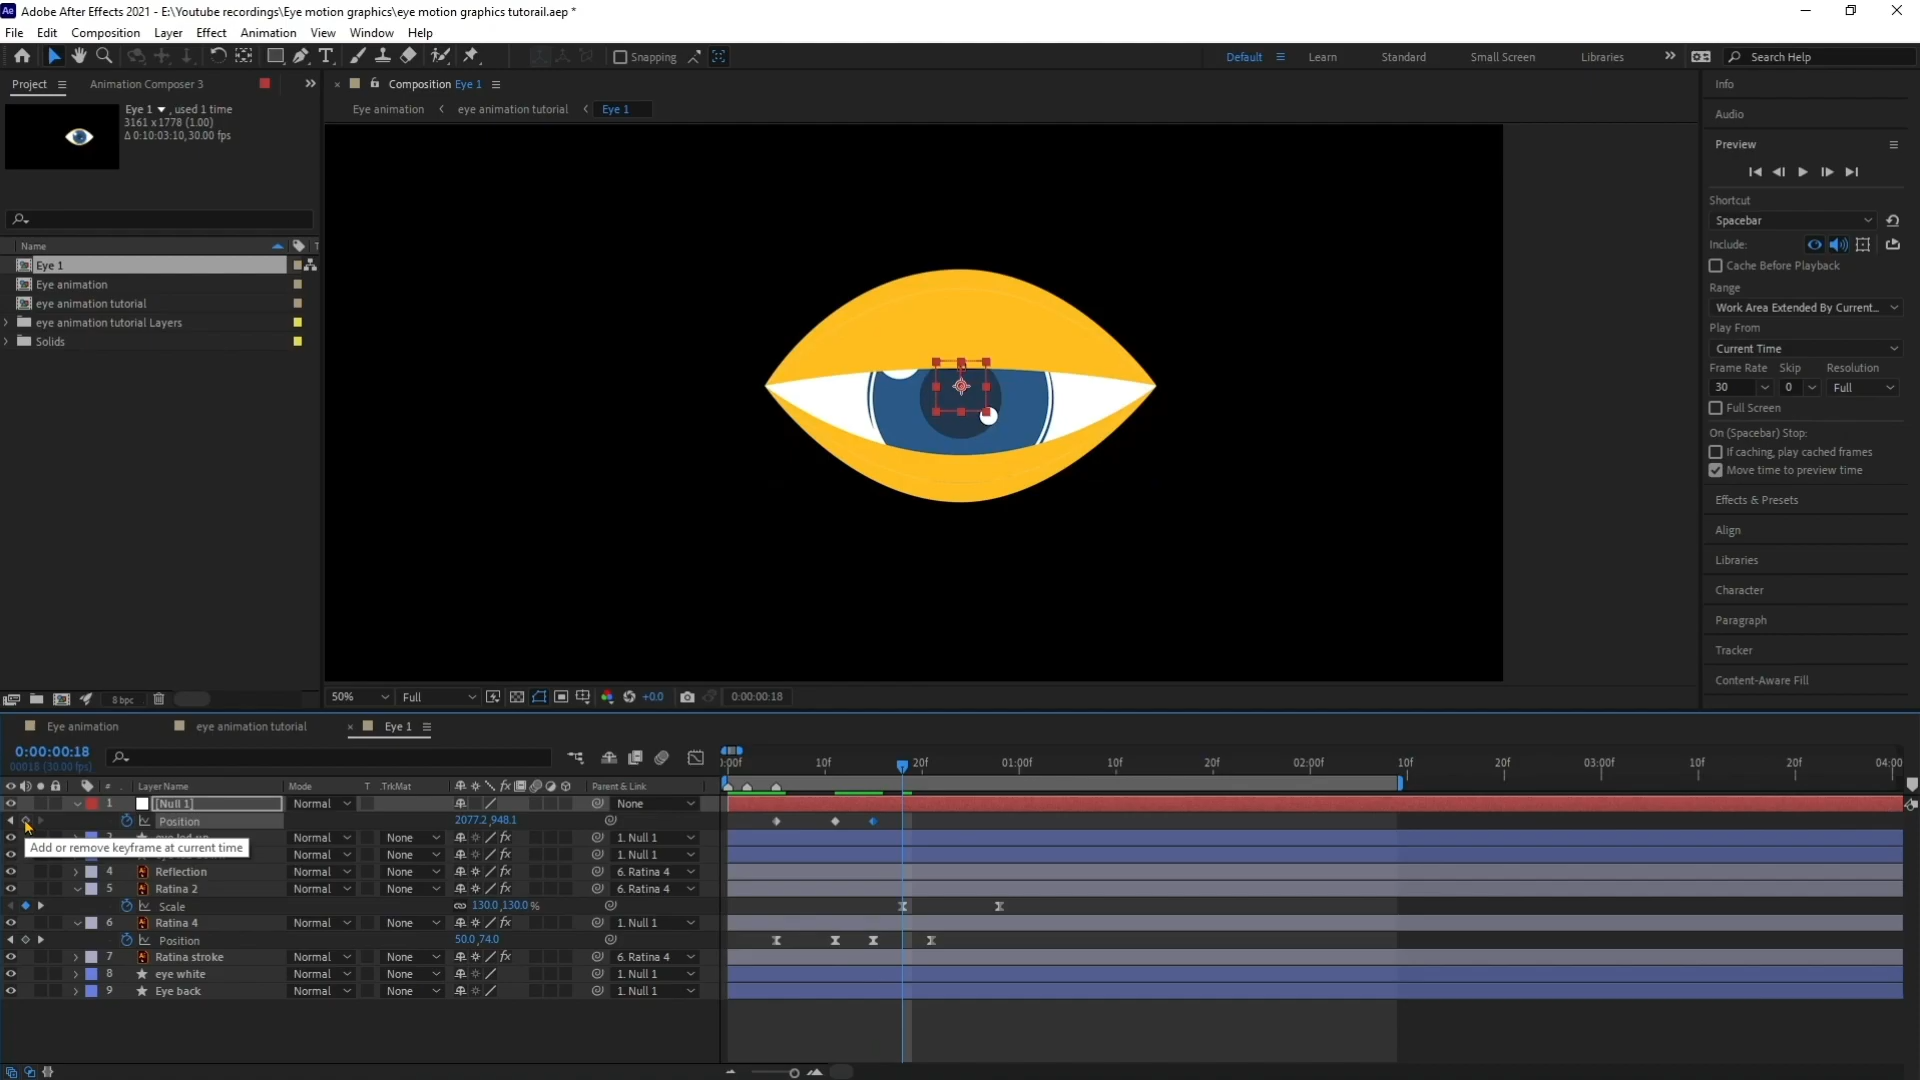 Adobe After Effects 2021 - E:\Youtube recordings\Eye motion graphics\eye motion graphics tutorail.aep *
File Edit Composition Layer Effect Animation View Window Help
Snapping Default Learn Standard Small Screen Libraries Search Help
Project Animation Composer 3
Composition Eye 1
Eye animation eye animation tutorial Eye 1
Eye 1 , used 1 time
3161 x 1778 (1.00)
Δ 0:10:03:10, 30.00 fps
Name
Eye 1
Eye animation
eye animation tutorial
eye animation tutorial Layers
Solids
8 bpc
50% Full +0.0 0:00:00:18
Info
Audio
Preview
Shortcut
Spacebar
Include:
Cache Before Playback
Range
Work Area Extended By Current...
Play From
Current Time
Frame Rate Skip Resolution
30 0 Full
Full Screen
On (Spacebar) Stop:
If caching, play cached frames
Move time to preview time
Effects & Presets
Align
Libraries
Character
Paragraph
Tracker
Content-Aware Fill
Eye animation eye animation tutorial Eye 1
0:00:00:18
00018 (30.00 fps)
:00f 10f 20f 01:00f 10f 20f 02:00f 10f 20f 03:00f 10f 20f 04:00
# Layer Name Mode T .TrkMat Parent & Link
1 [Null 1] Normal None
Position 2077.2,948.1
Normal None 1. Null 1
Add or remove keyframe at current time
Normal None 1. Null 1
4 Reflection Normal None 6. Ratina 4
5 Ratina 2 Normal None 6. Ratina 4
Scale 130.0,130.0%
6 Ratina 4 Normal None 1. Null 1
Position 50.0,74.0
7 Ratina stroke Normal None 6. Ratina 4
8 eye white Normal None 1. Null 1
9 Eye back Normal None 1. Null 1